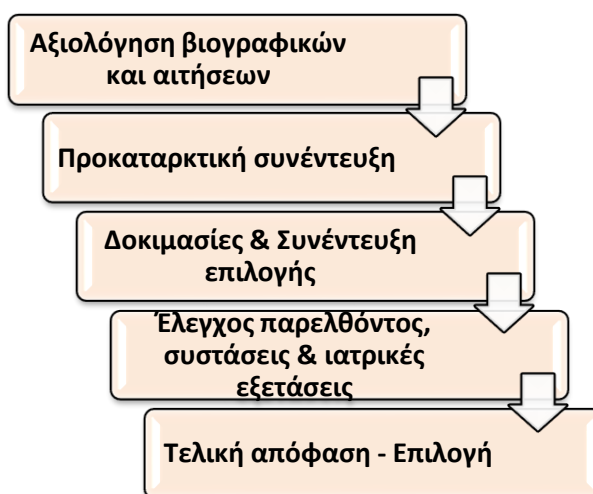 Αξιολόγηση βιογραφικών
και αιτήσεων
Προκαταρκτική συνέντευξη
Δοκιμασίες & Συνέντευξη
επιλογής
Έλεγχος παρελθόντος,
συστάσεις & ιατρικές
εξετάσεις
Τελική απόφαση - Επιλογή